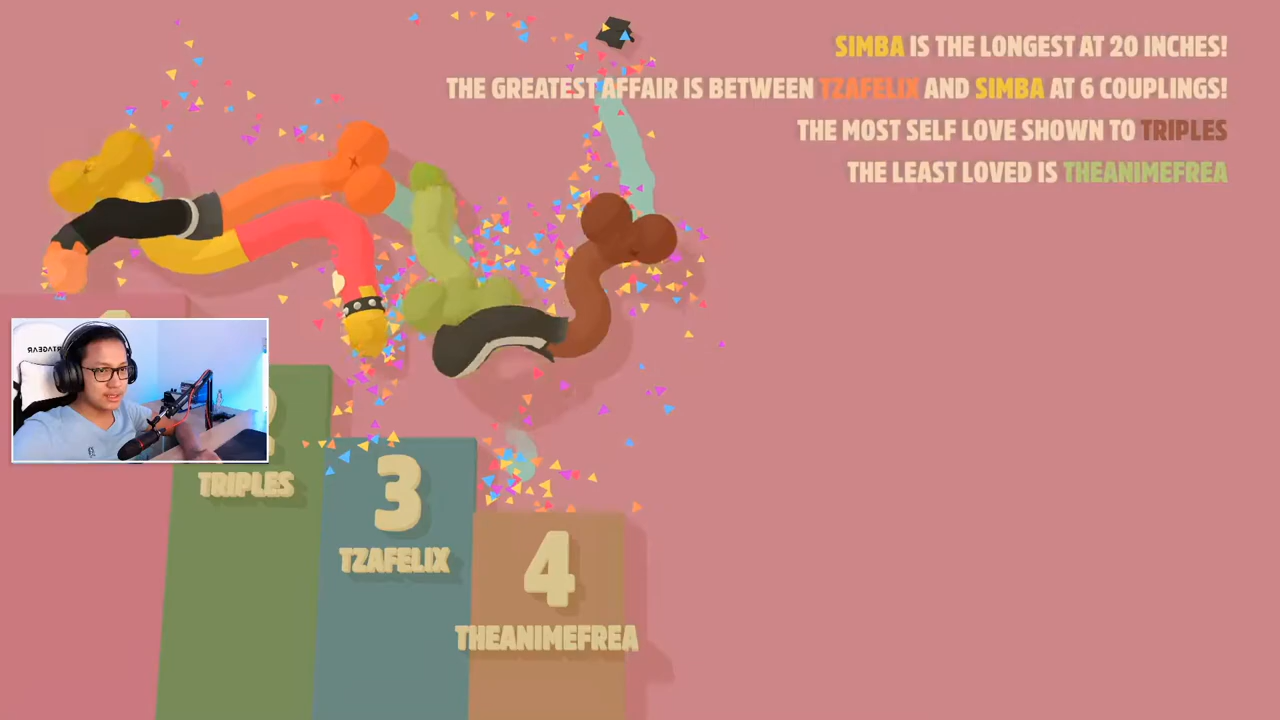 SIMBA IS THE LONGEST AT 20 INCHES!
THE GREATEST AFFAIR IS BETWEEN TZAFELIX AND SIMBA AT 6 COUPLINGS!
THE MOST SELF LOVE SHOWN TO TRIPLES
THE LEAST LOVED IS THEANIMEFREA
TRIPLES
3
TZAFELIX
4
THEANIMEFREA